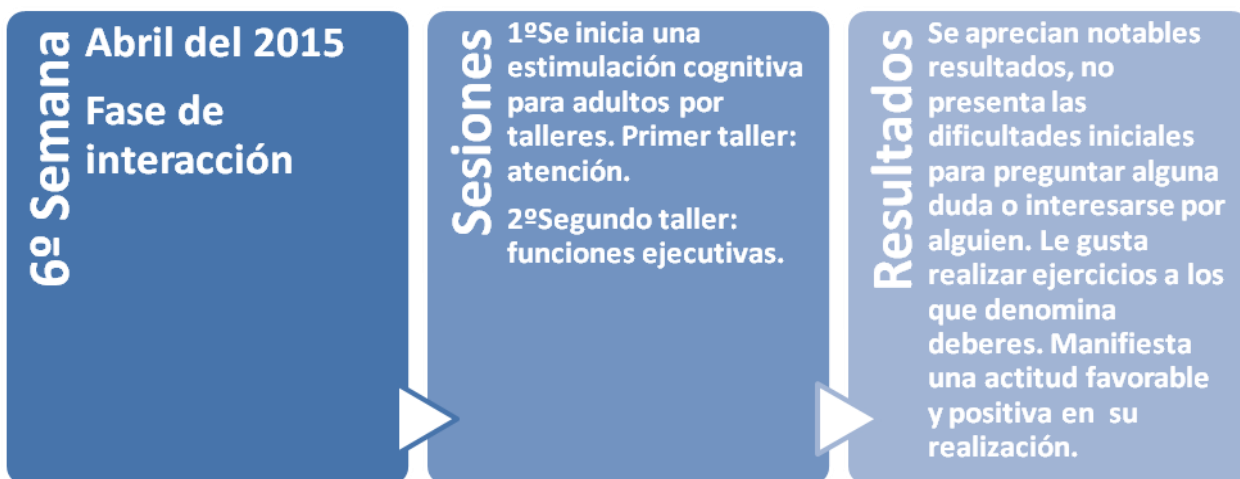 6º Semana
Abril del 2015
Fase de
interacción
Sesiones
1ºSe inicia una
estimulación cognitiva
para adultos por
talleres. Primer taller:
atención.
2ºSegundo taller:
funciones ejecutivas.
Resultados
Se aprecian notables
resultados, no
presenta las
dificultades iniciales
para preguntar alguna
duda o interesarse por
alguien. Le gusta
realizar ejercicios a los
que denomina
deberes. Manifiesta
una actitud favorable
y positiva en su
realización.